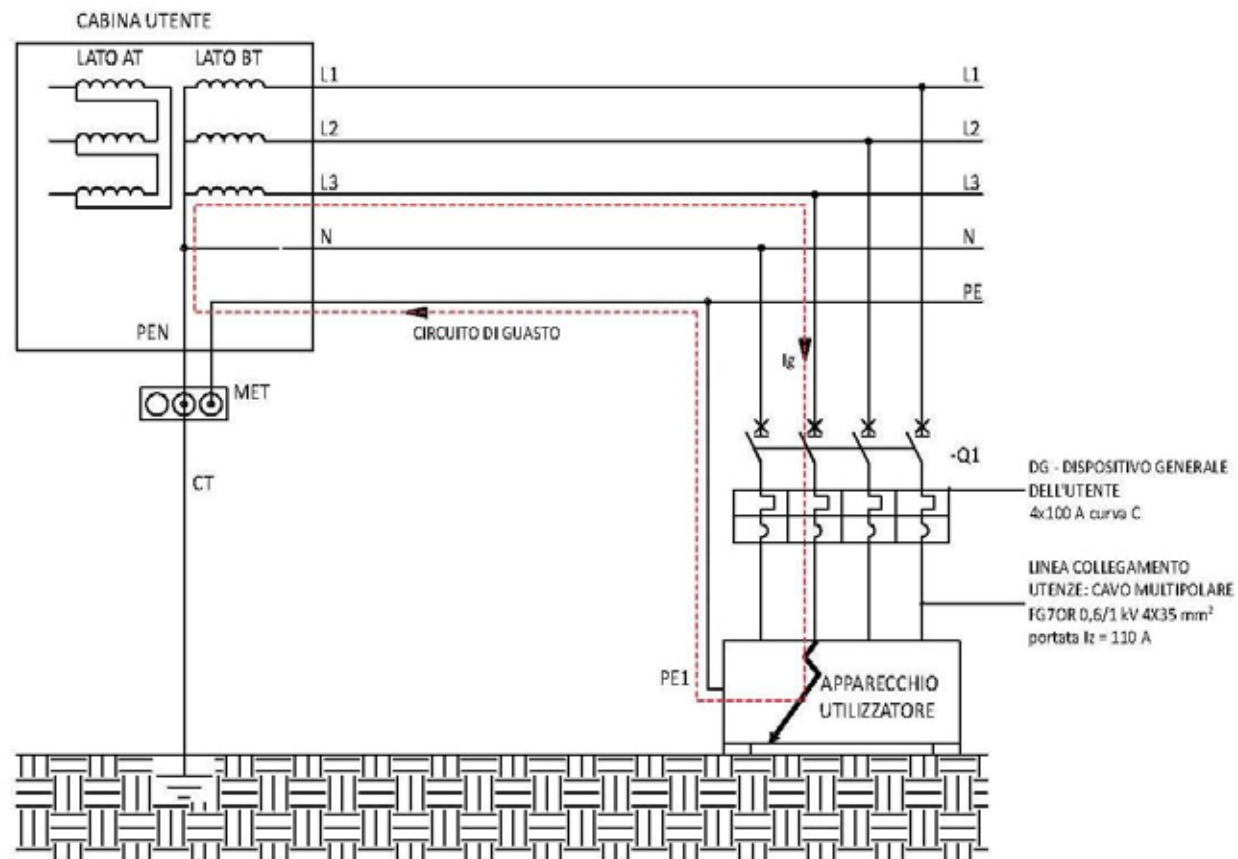 CABINA UTENTE
LATO AT
LATO BT
L1
L1
L2
L2
L3
L3
N
N
PE
PEN
CIRCUITO DI GUASTO
Ig
MET
CT
-Q1
DG - DISPOSITIVO GENERALE
DELL'UTENTE
4x100 A curva C
LINEA COLLEGAMENTO
UTENZE: CAVO MULTIPOLARE
FG7OR 0,6/1 kV 4X35 mm²
portata Iz = 110 A
PE1
APPARECCHIO
UTILIZZATORE